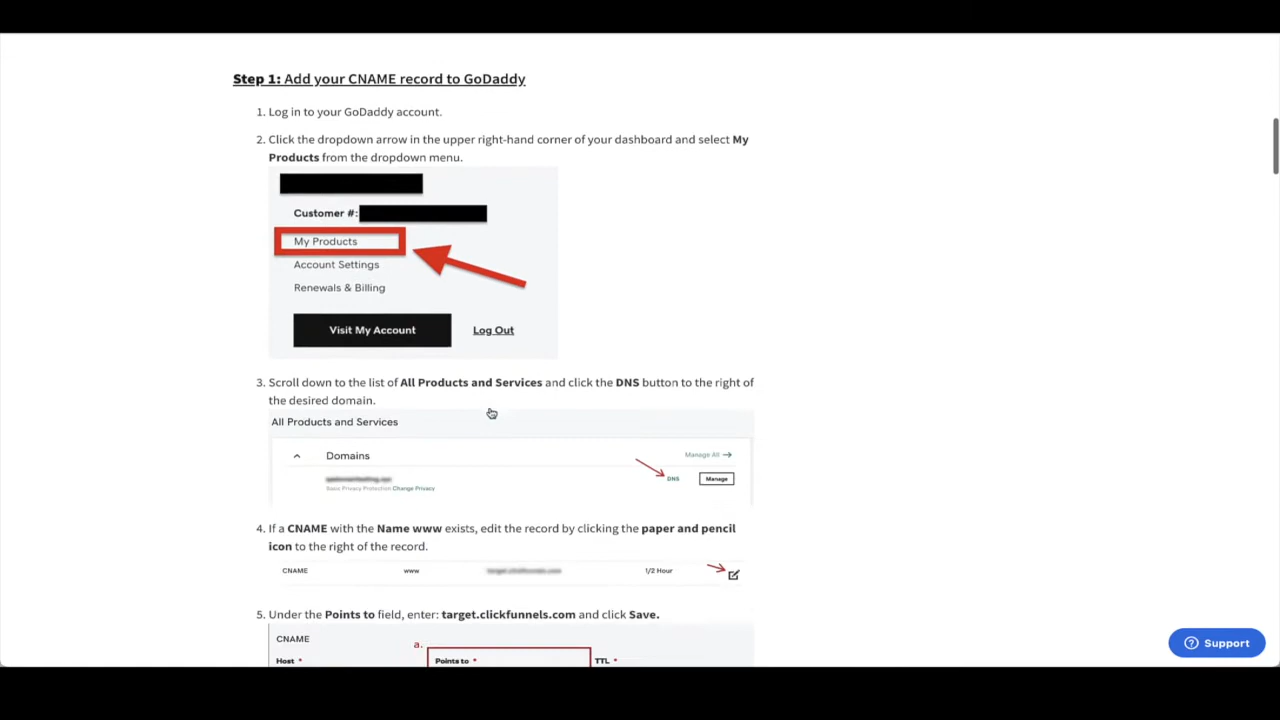 Step 1: Add your CNAME record to GoDaddy
1. Log in to your GoDaddy account.
2. Click the dropdown arrow in the upper right-hand corner of your dashboard and select My
Products from the dropdown menu.
Customer #:
My Products
Account Settings
Renewals & Billing
Visit My Account Log Out
3. Scroll down to the list of All Products and Services and click the DNS button to the right of
the desired domain.
All Products and Services
Domains Manage All →
DNS Manage
Basic Privacy Protection Change Privacy
4. If a CNAME with the Name www exists, edit the record by clicking the paper and pencil
icon to the right of the record.
CNAME www 1/2 Hour
5. Under the Points to field, enter: target.clickfunnels.com and click Save.
CNAME
a.
Host * Points to * TTL *
Support